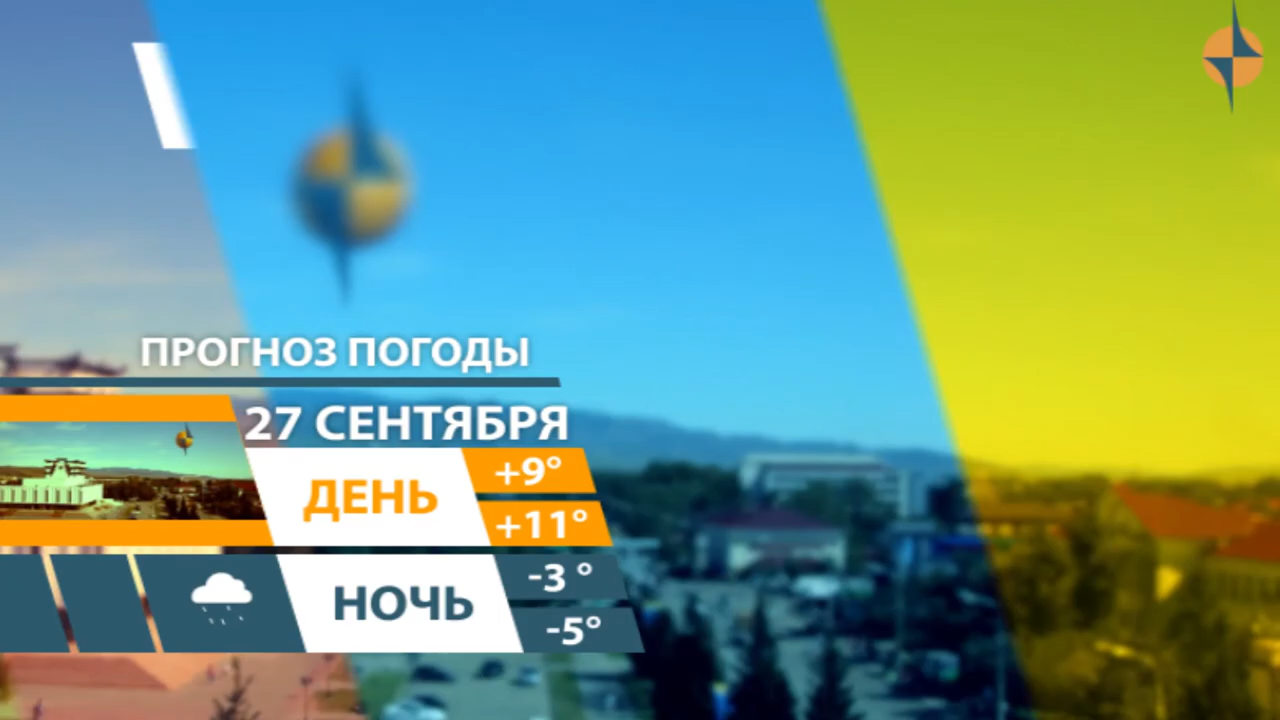 ПРОГНОЗ ПОГОДЫ
27 СЕНТЯБРЯ
ДЕНЬ
+9°
+11°
НОЧЬ
-3 °
-5°